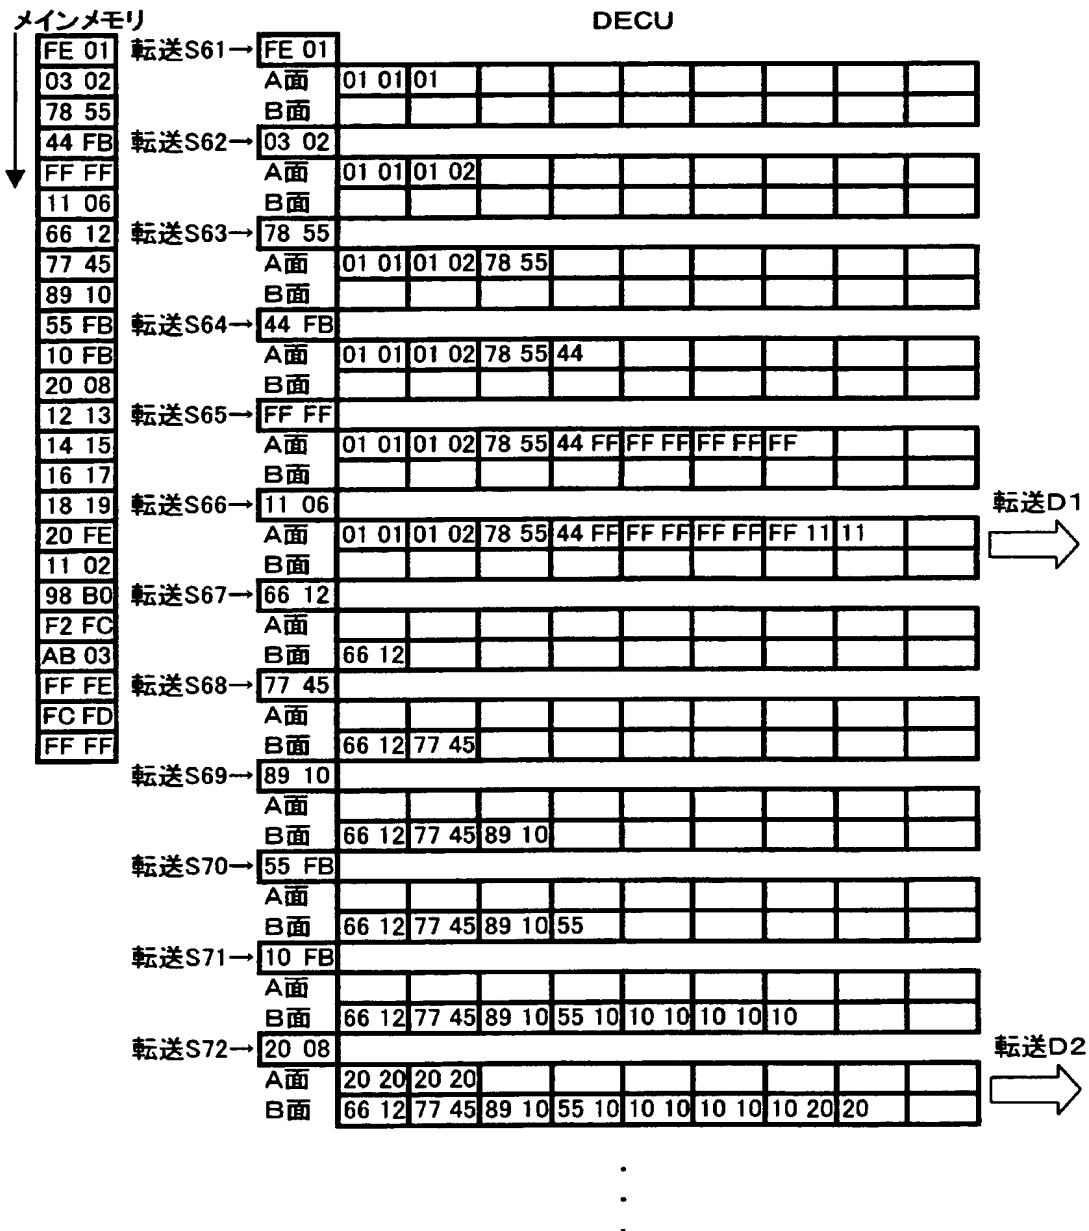 メインメモリ DECU
FE 01 転送S61→ FE 01
03 02 A面 01 01 01
78 55 B面
44 FB 転送S62→ 03 02
FF FF A面 01 01 01 02
11 06 B面
66 12 転送S63→ 78 55
77 45 A面 01 01 01 02 78 55
89 10 B面
55 FB 転送S64→ 44 FB
10 FB A面 01 01 01 02 78 55 44
20 08 B面
12 13 転送S65→ FF FF
14 15 A面 01 01 01 02 78 55 44 FF FF FF FF FF FF
16 17 B面
18 19 転送S66→ 11 06 転送D1
20 FE A面 01 01 01 02 78 55 44 FF FF FF FF FF FF 11 11
11 02 B面
98 B0 転送S67→ 66 12
F2 FC A面
AB 03 B面 66 12
FF FE 転送S68→ 77 45
FC FD A面
FF FF B面 66 12 77 45
転送S69→ 89 10
A面
B面 66 12 77 45 89 10
転送S70→ 55 FB
A面
B面 66 12 77 45 89 10 55
転送S71→ 10 FB
A面
B面 66 12 77 45 89 10 55 10 10 10 10 10 10
転送S72→ 20 08 転送D2
A面 20 20 20 20
B面 66 12 77 45 89 10 55 10 10 10 10 10 10 20 20